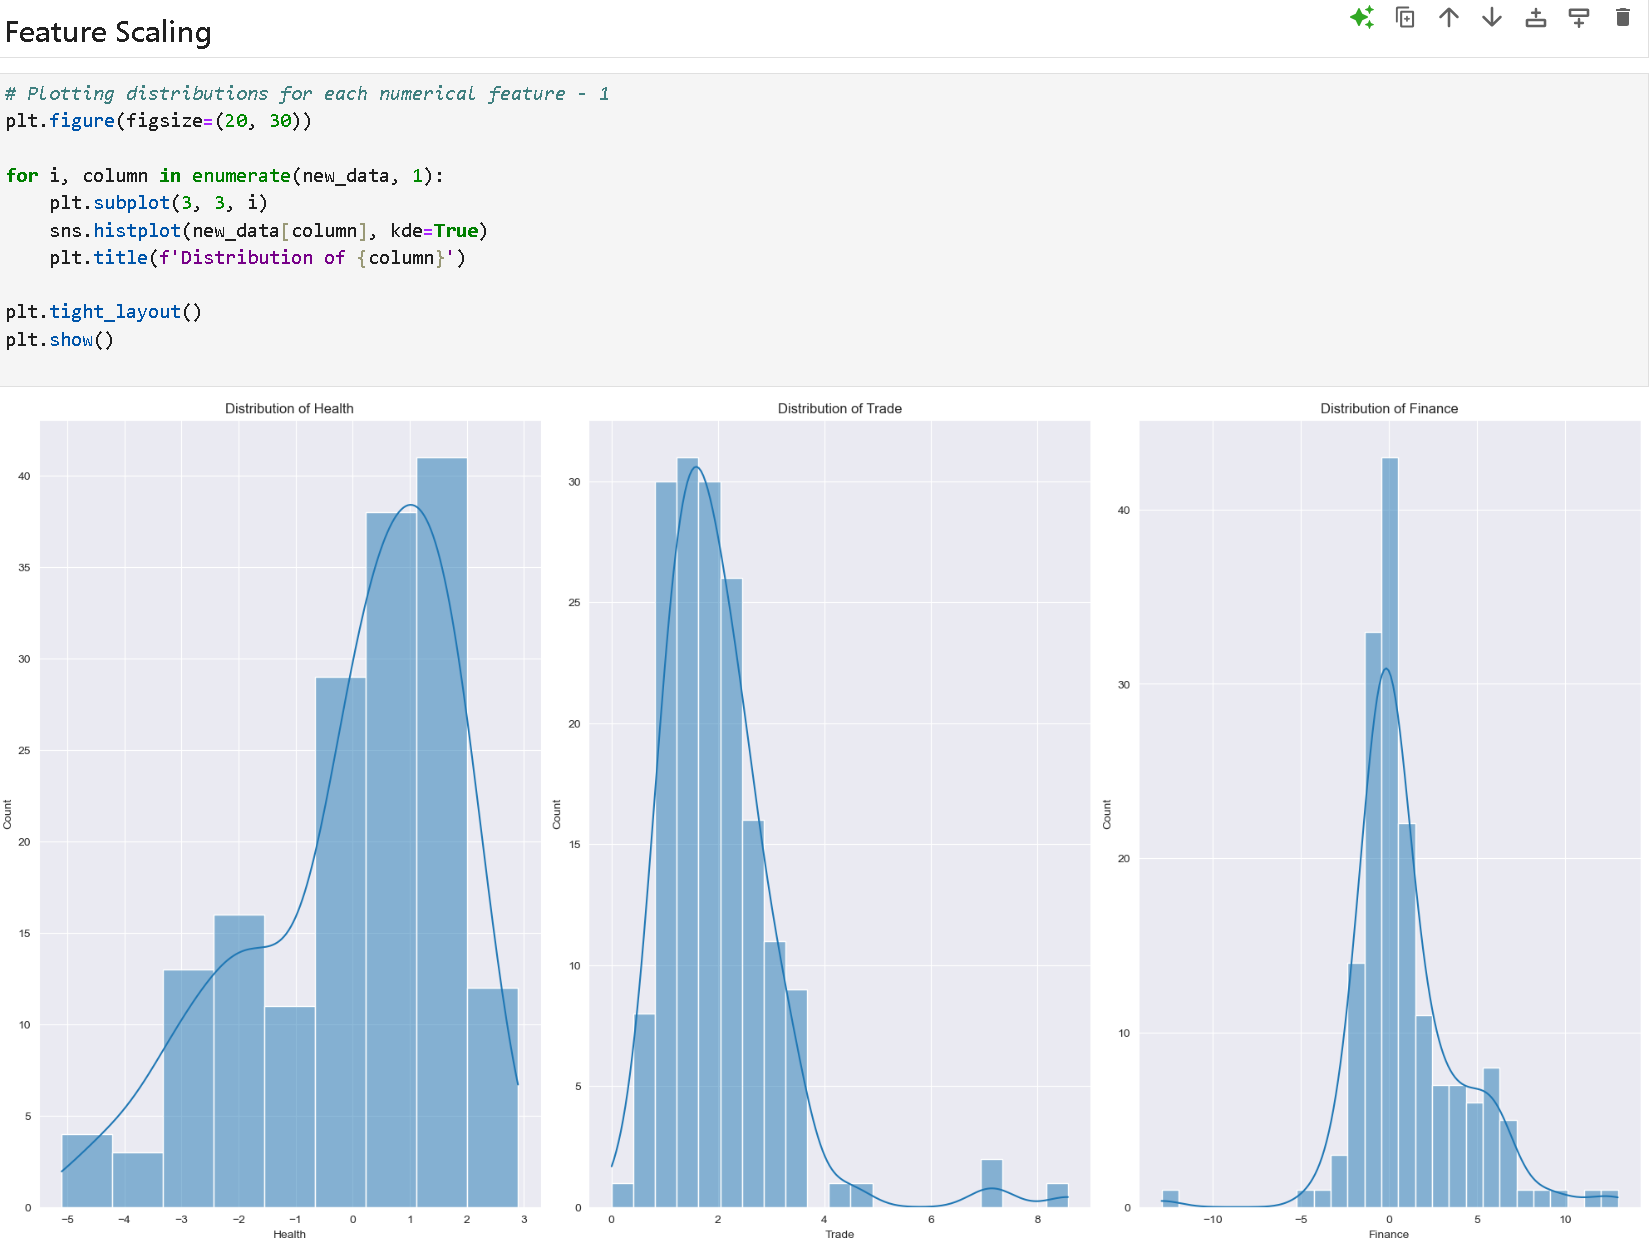 Feature Scaling
# Plotting distributions for each numerical feature - 1
plt.figure(figsize=(20, 30))
for i, column in enumerate(new_data, 1):
    plt.subplot(3, 3, i)
    sns.histplot(new_data[column], kde=True)
    plt.title(f'Distribution of {column}')
plt.tight_layout()
plt.show()
Distribution of Health
40
35
30
25
20
15
10
5
0
Count
−5 −4 −3 −2 −1 0 1 2 3
Health
Distribution of Trade
30
25
20
15
10
5
0
Count
0 2 4 6 8
Trade
Distribution of Finance
40
30
20
10
0
Count
−10 −5 0 5 10
Finance